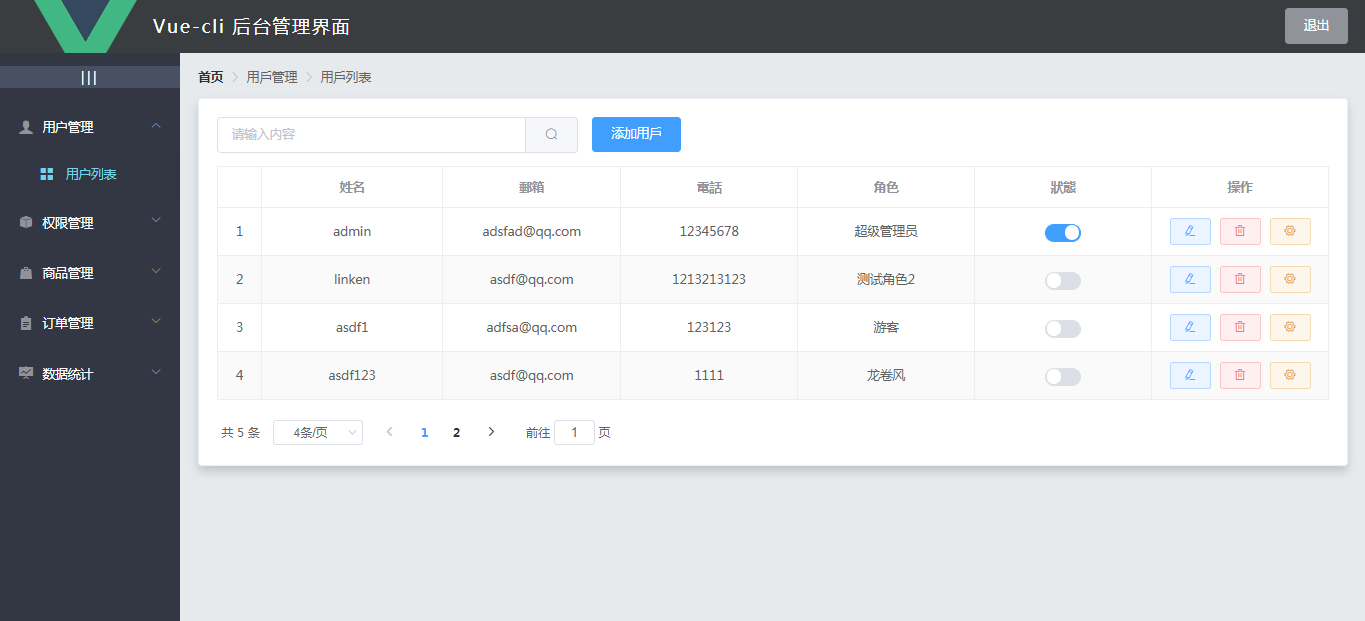 Vue-cli 后台管理界面
退出
|||
用户管理
用户列表
权限管理
商品管理
订单管理
数据统计
首页 用戶管理 用戶列表
请输入内容
添加用戶
姓名 郵箱 電話 角色 狀態 操作
1 admin adsfad@qq.com 12345678 超级管理员
2 linken asdf@qq.com 1213213123 测试角色2
3 asdf1 adfsa@qq.com 123123 游客
4 asdf123 asdf@qq.com 1111 龙卷风
共 5 条 4条/页 1 2 前往 1 页